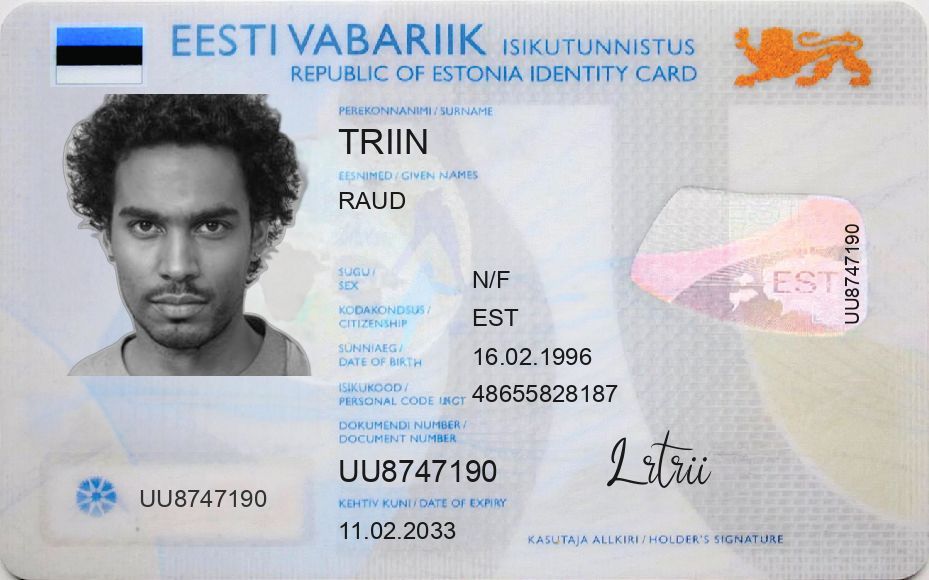 EESTI VABARIIK ISIKUTUNNISTUS
REPUBLIC OF ESTONIA IDENTITY CARD
PEREKONNANIMI / SURNAME
TRIIN
EESNIMED / GIVEN NAMES
RAUD
SUGU /
SEX
N/F
KODAKONDSUS /
CITIZENSHIP
EST
SÜNNIAEG /
DATE OF BIRTH
16.02.1996
ISIKUKOOD /
PERSONAL CODE
48655828187
DOKUMENDI NUMBER /
DOCUMENT NUMBER
UU8747190
KEHTIV KUNI / DATE OF EXPIRY
11.02.2033
UU8747190
EST
UU8747190
Lrtrii
KASUTAJA ALLKIRI / HOLDER'S SIGNATURE